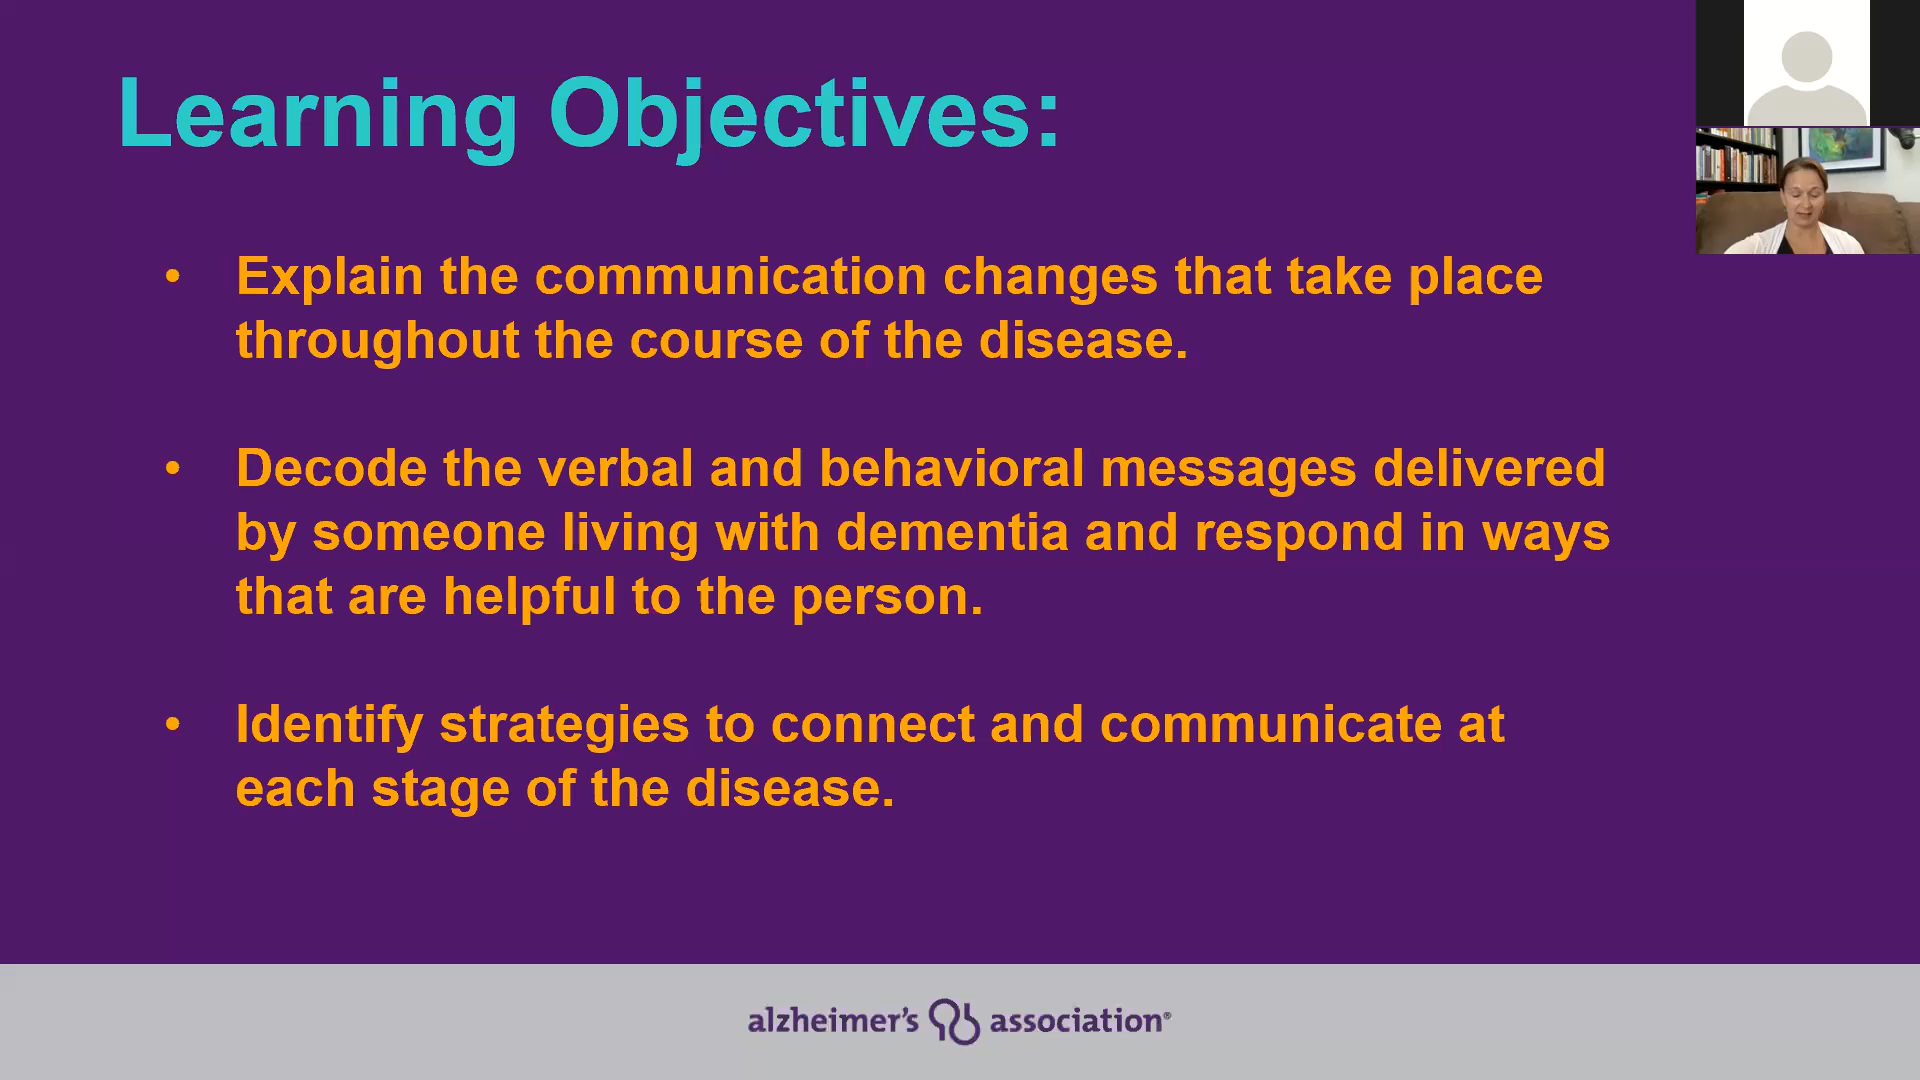 Learning Objectives:
• Explain the communication changes that take place
throughout the course of the disease.
• Decode the verbal and behavioral messages delivered
by someone living with dementia and respond in ways
that are helpful to the person.
• Identify strategies to connect and communicate at
each stage of the disease.
alzheimer's association®